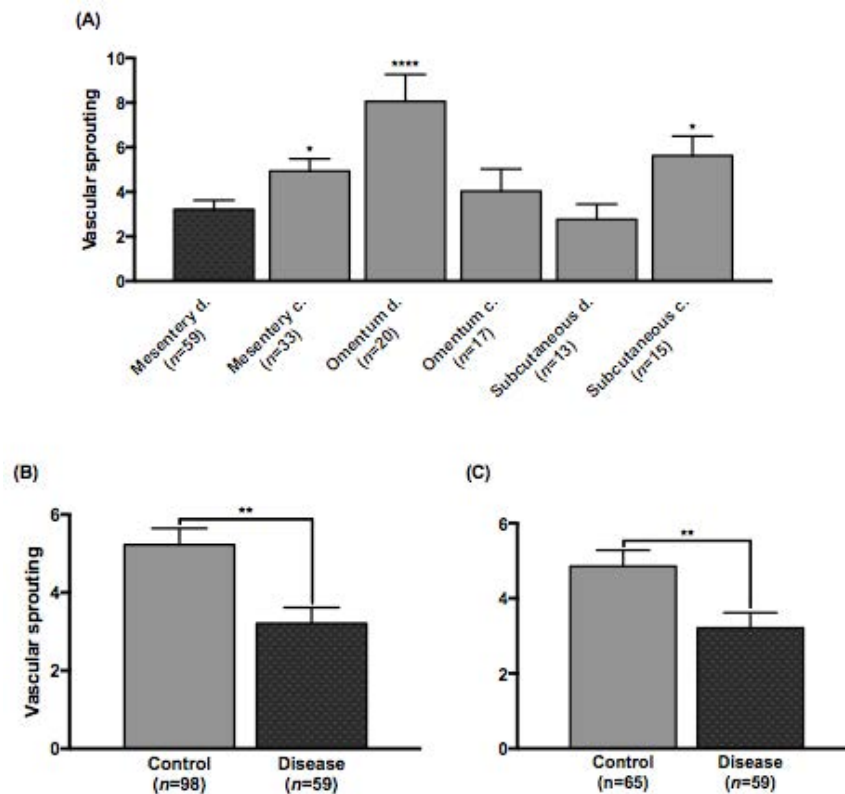 (A)
Vascular sprouting
10
8
6
4
2
0
*
****
*
Mesentery d.
(n=59)
Mesentery c.
(n=33)
Omentum d.
(n=20)
Omentum c.
(n=17)
Subcutaneous d.
(n=13)
Subcutaneous c.
(n=15)
(B)
Vascular sprouting
6
4
2
0
**
Control
(n=98)
Disease
(n=59)
(C)
6
4
2
0
**
Control
(n=65)
Disease
(n=59)